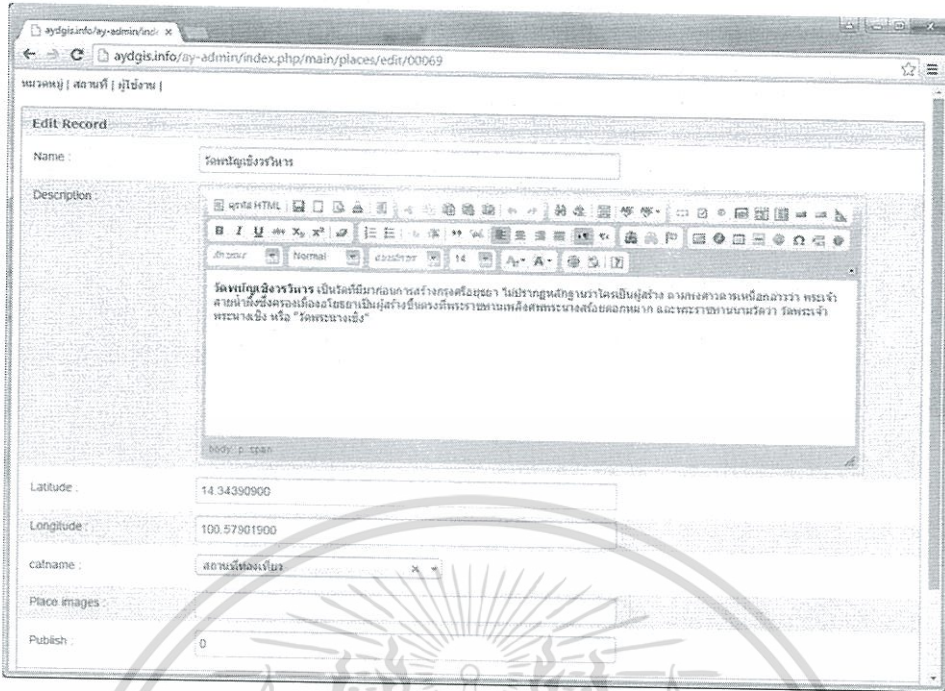 aydgis.info/ay-admin/inde
aydgis.info/ay-admin/index.php/main/places/edit/00069
หมวดหมู่ | สถานที่ | ผู้ใช้งาน |
Edit Record
Name :
วัดพนัญเชิงวรวิหาร
Description :
ดูรหัส HTML
B I U abc X₂ X²
Normal 14
วัดพนัญเชิงวรวิหาร เป็นวัดที่มีมาก่อนการสร้างกรุงศรีอยุธยา ไม่ปรากฏหลักฐานว่าใครเป็นผู้สร้าง ตามพงศาวดารเหนือกล่าวว่า พระเจ้า
สายน้ำผึ้งซึ่งครองเมืองอโยธยาเป็นผู้สร้างขึ้นตรงที่พระราชทานเพลิงศพพระนางสร้อยดอกหมาก และพระราชทานนามวัดว่า วัดพระเจ้า
พระนางเชิง หรือ "วัดพระนางเชิง"
body p span
Latitude :
14.34390900
Longitude :
100.57901900
catname :
สถานที่ท่องเที่ยว
Place images :
Publish :
0